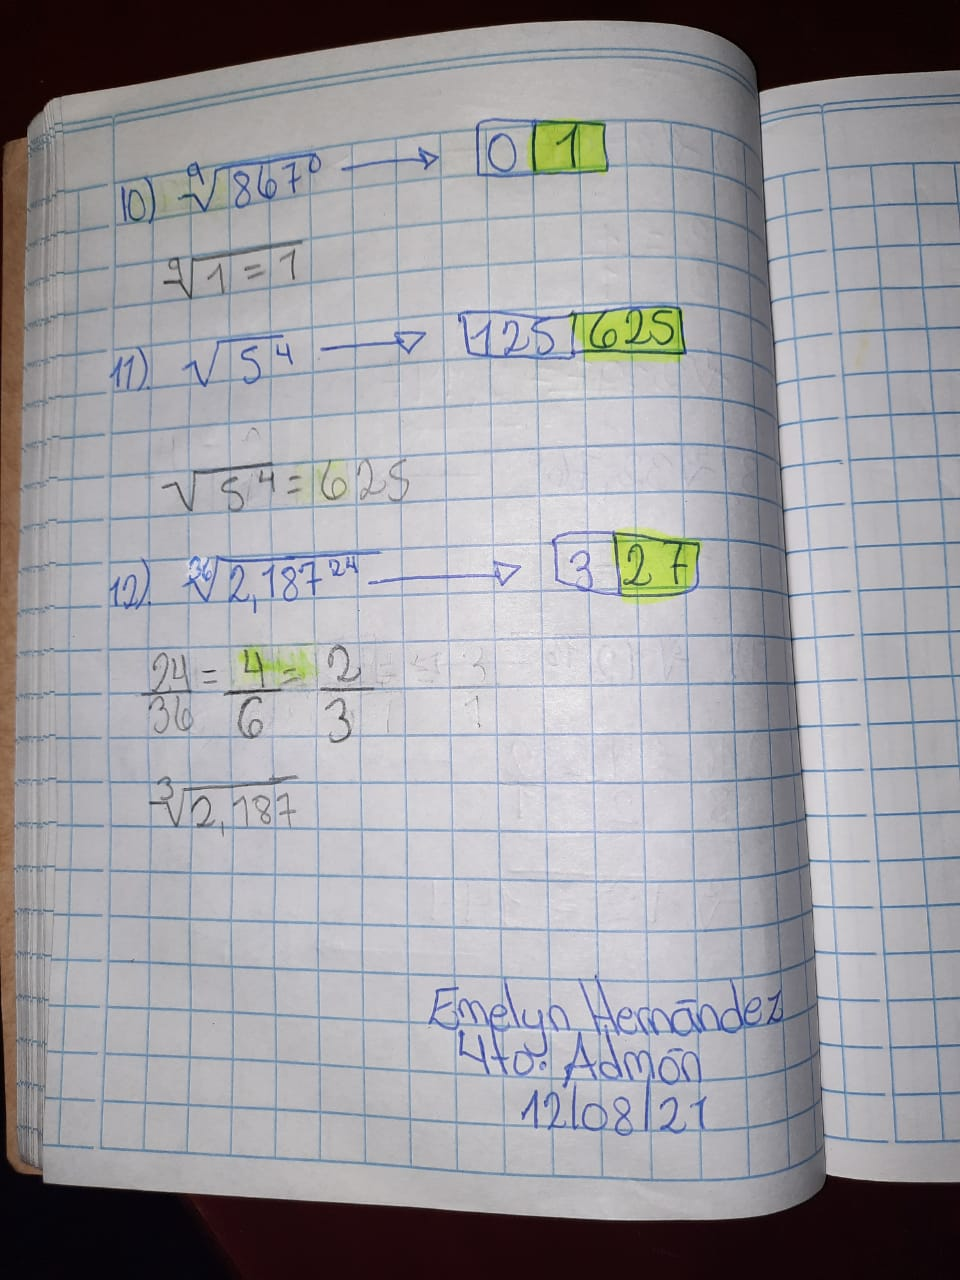 10) ⁹√867⁰ → 0 1
⁹√1 = 1
11) √5⁴ → 125 625
√5⁴ = 625
12) ³⁶√2,187²⁴ → 3 27
24/36 = 4/6 = 2/3
³√2,187
Emelyn Hernández
4to. Admón
12/08/21